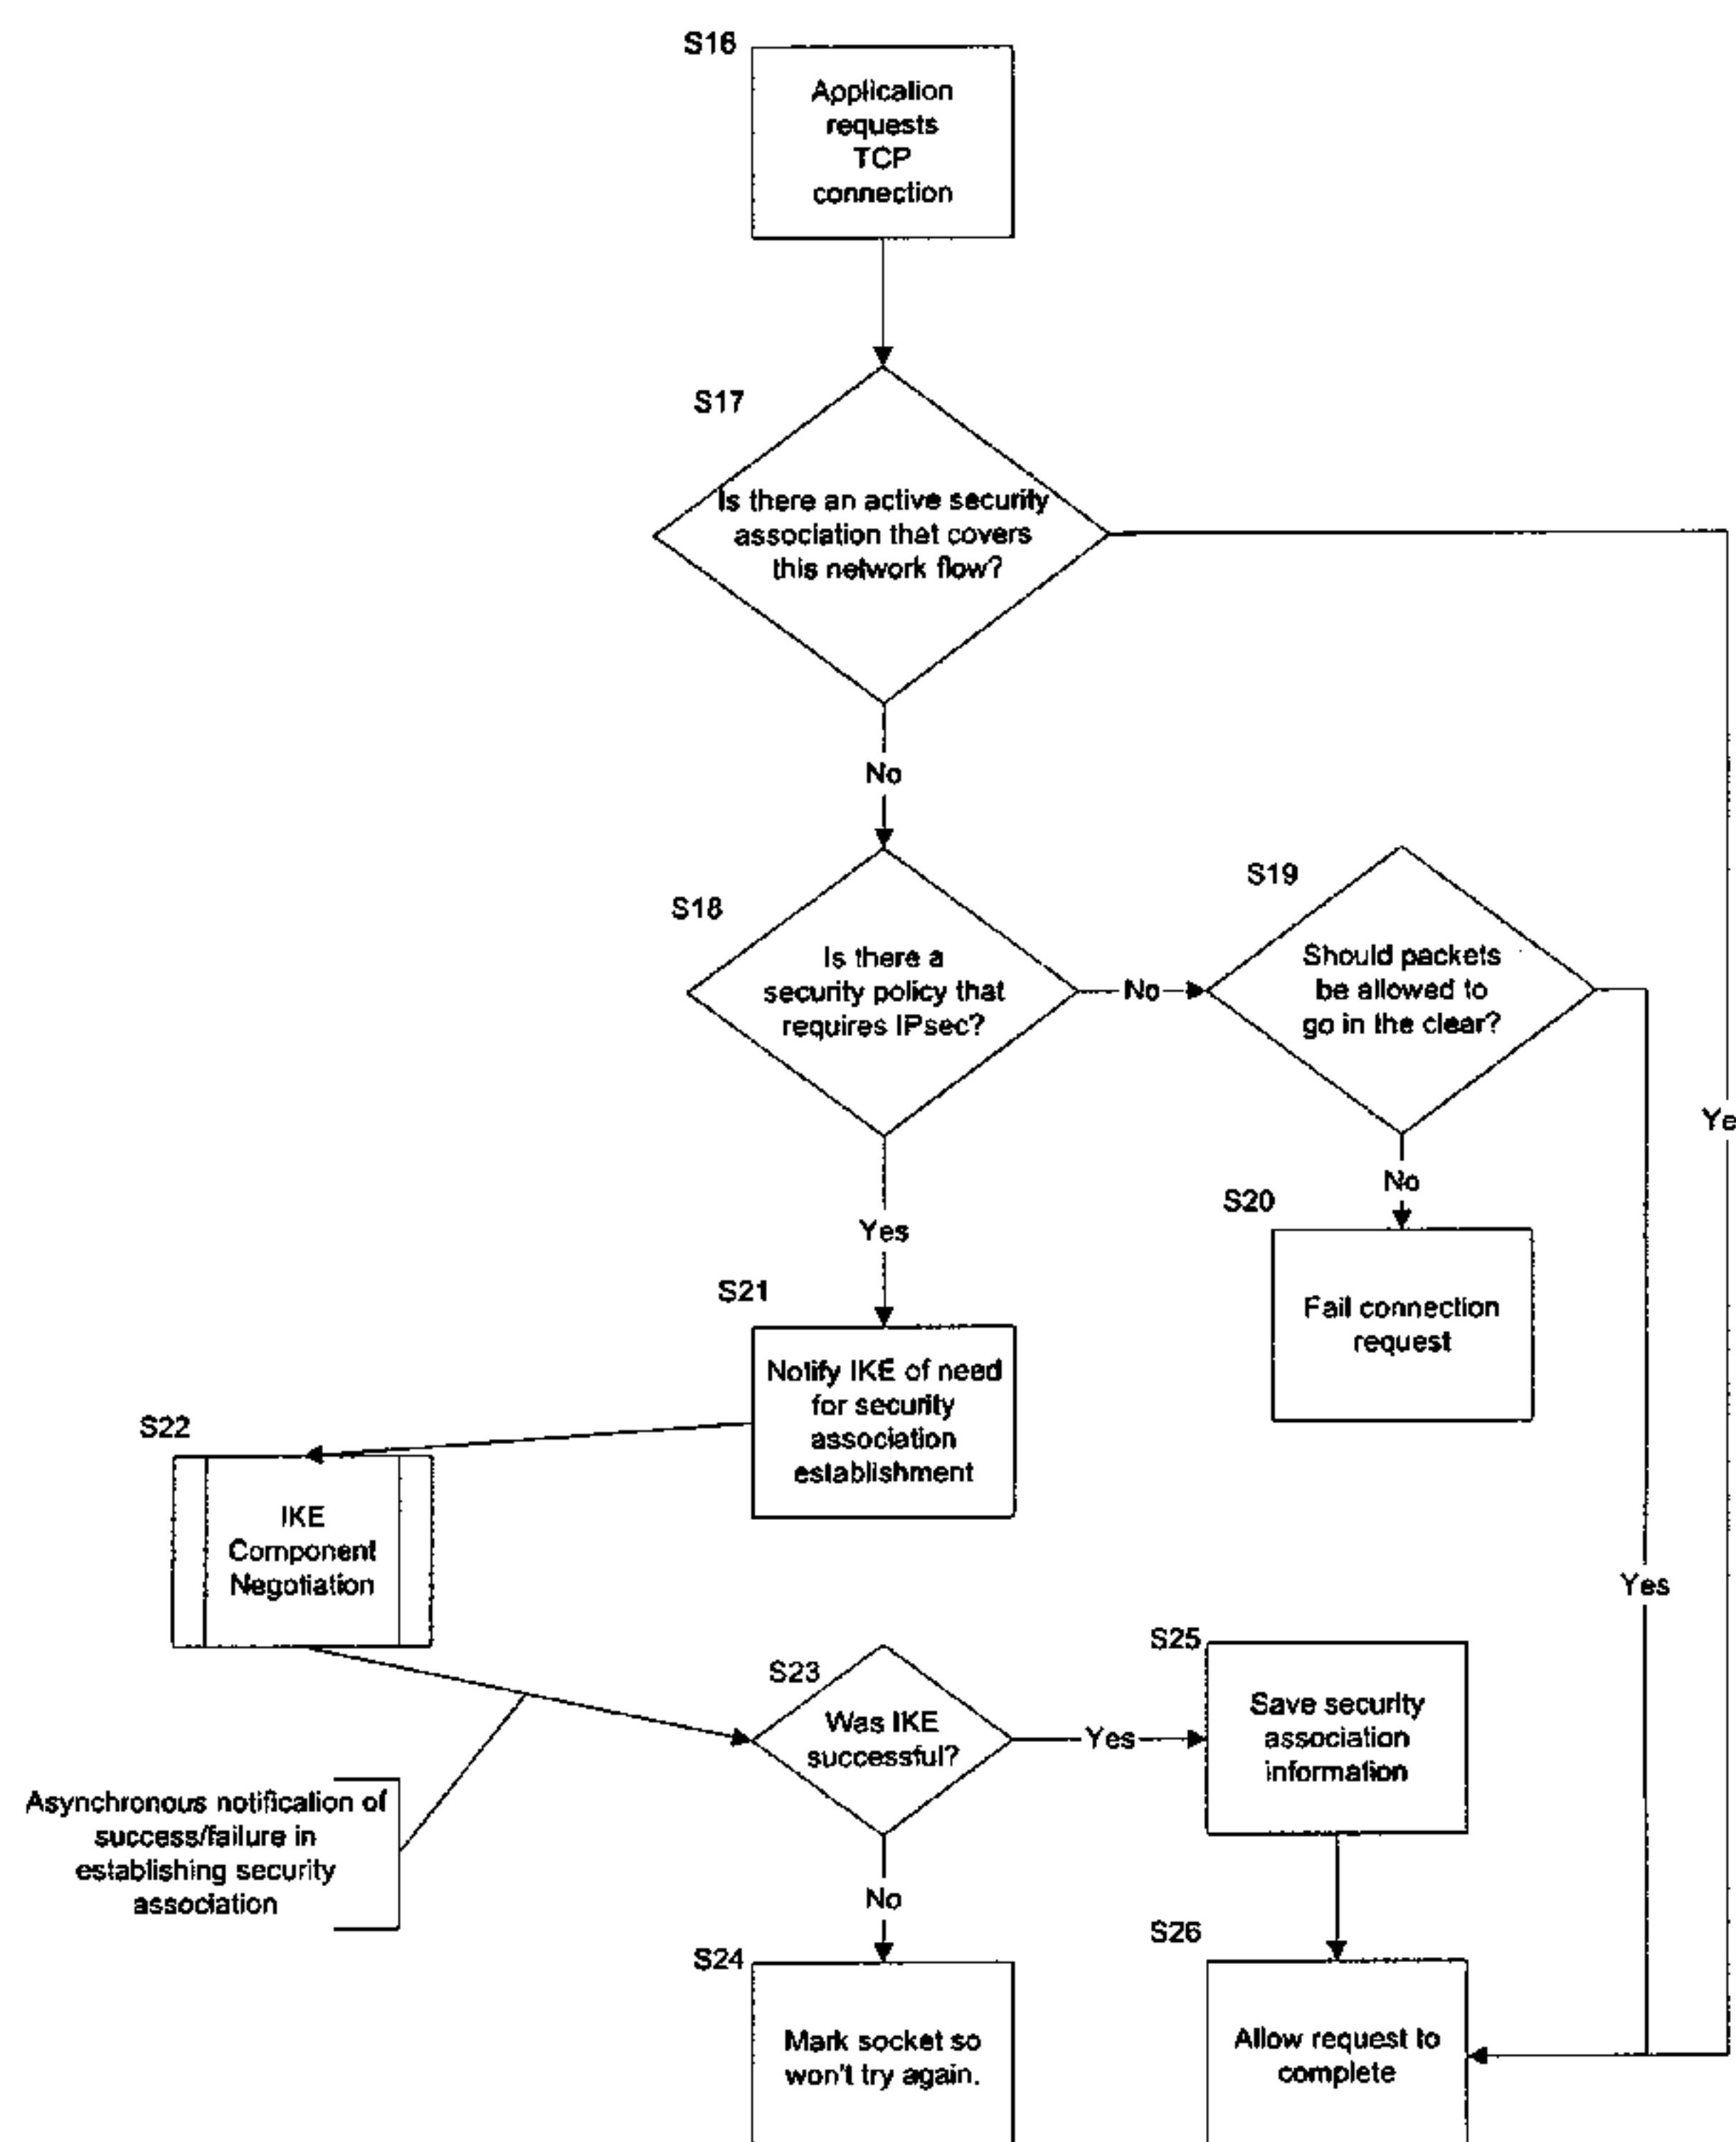 S16
Application
requests
TCP
connection
S17
Is there an active security
association that covers
this network flow?
No
S18
Is there a
security policy that
requires IPsec?
No
S19
Should packets
be allowed to
go in the clear?
Ye
No
S20
Fail connection
request
Yes
S21
Notify IKE of need
for security
association
establishment
S22
IKE
Component
Negotiation
Yes
S23
Was IKE
successful?
Yes
S25
Save security
association
information
Asynchronous notification of
success/failure in
establishing security
association
No
S24
Mark socket so
won't try again.
S26
Allow request to
complete